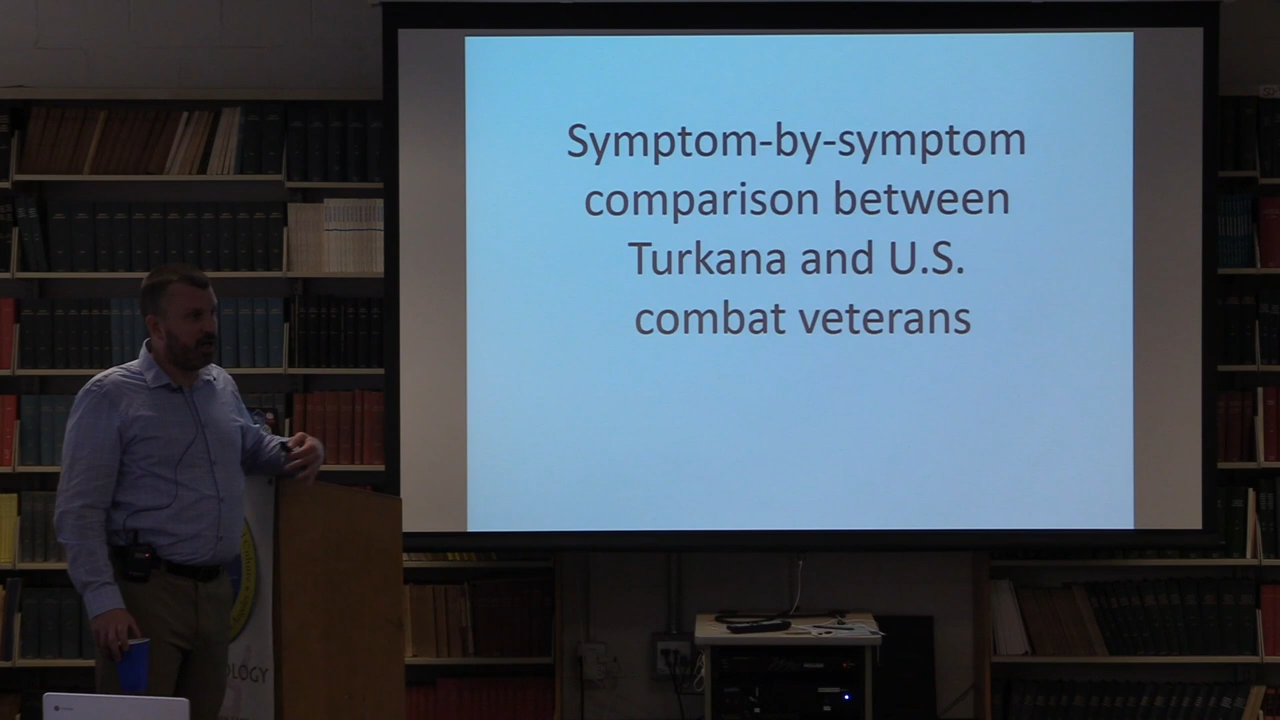 Symptom-by-symptom
comparison between
Turkana and U.S.
combat veterans
OLOGY